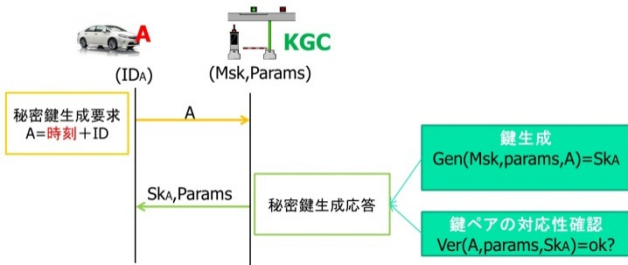 A
KGC
(IDA)
(Msk,Params)
秘密鍵生成要求
A=時刻+ID
A
鍵生成
Gen(Msk,params,A)=SkA
SkA,Params
秘密鍵生成応答
鍵ペアの対応性確認
Ver(A,params,SkA)=ok?